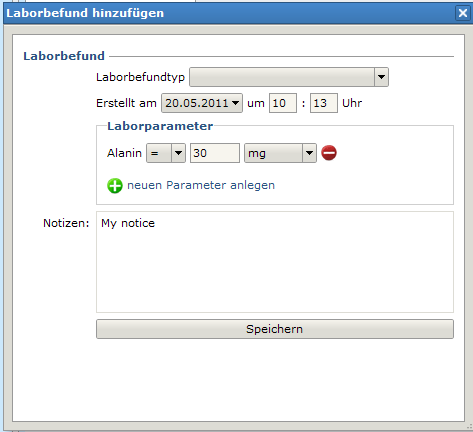 Laborbefund hinzufügen
Laborbefund
Laborbefundtyp
Erstellt am 20.05.2011 um 10 : 13 Uhr
Laborparameter
Alanin = 30 mg
neuen Parameter anlegen
Notizen: My notice
Speichern